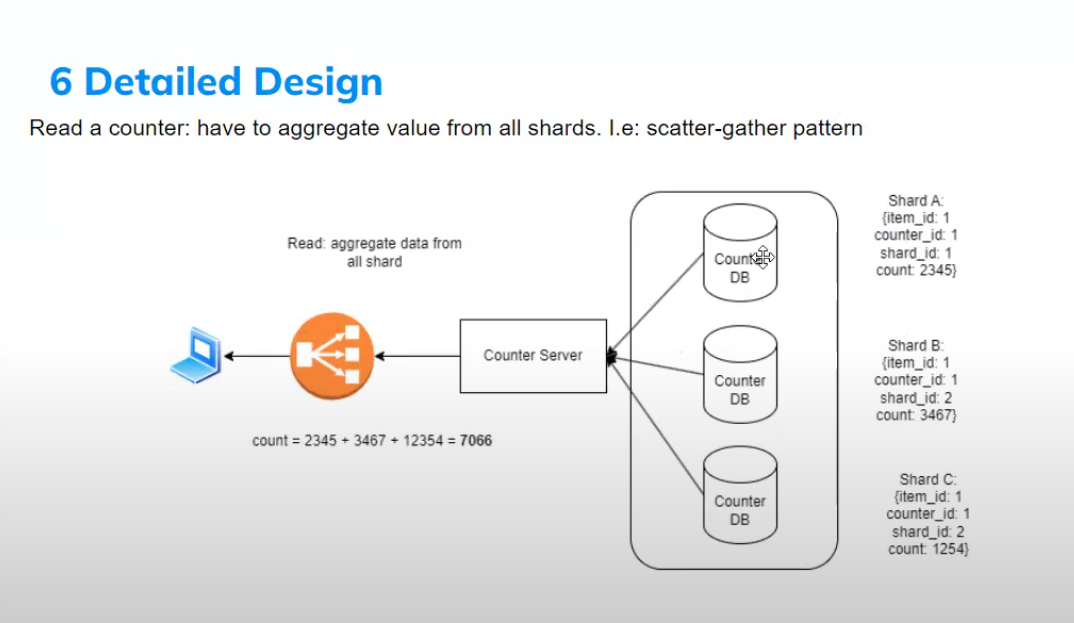 6 Detailed Design
Read a counter: have to aggregate value from all shards. I.e: scatter-gather pattern
Read: aggregate data from
all shard
Counter Server
count = 2345 + 3467 + 12354 = 7066
DB
Counter
DB
Counter
DB
Shard A:
{item_id: 1
counter_id: 1
shard_id: 1
count: 2345}
Shard B:
{item_id: 1
counter_id: 1
shard_id: 2
count: 3467}
Shard C:
{item_id: 1
counter_id: 1
shard_id: 2
count: 1254}